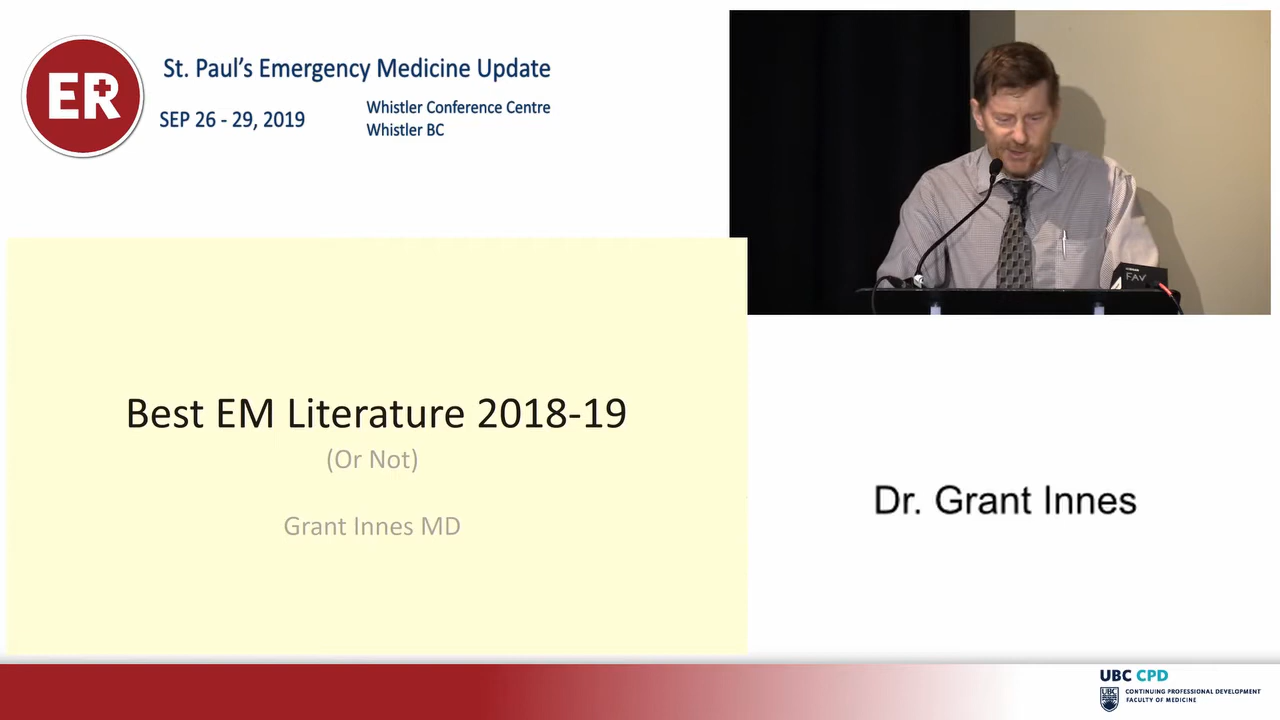 ER
St. Paul's Emergency Medicine Update
SEP 26 - 29, 2019
Whistler Conference Centre
Whistler BC
FAV
Best EM Literature 2018-19
(Or Not)
Grant Innes MD
Dr. Grant Innes
UBC CPD
CONTINUING PROFESSIONAL DEVELOPMENT
FACULTY OF MEDICINE